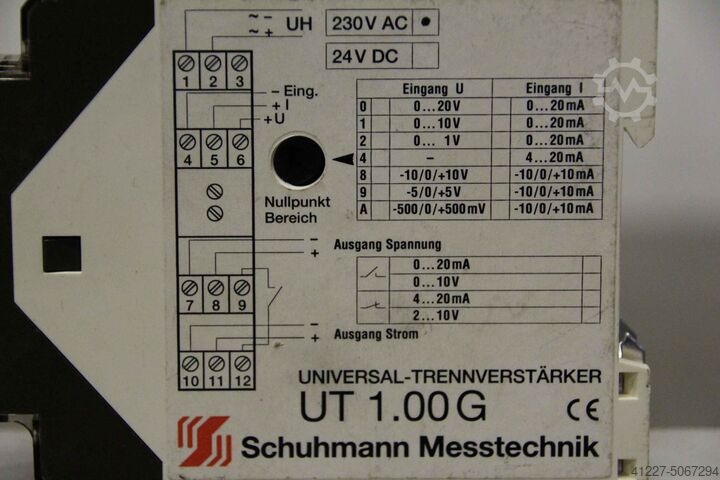 ~ – UH 230V AC •
~ + 24V DC
1 2 3
– Eing.
+ I
+ U
4 5 6
Eingang U Eingang I
0 0...20V 0...20mA
1 0...10V 0...20mA
2 0... 1V 0...20mA
4 – 4...20mA
8 -10/0/+10V -10/0/+10mA
9 -5/0/+5V -10/0/+10mA
A -500/0/+500mV -10/0/+10mA
Nullpunkt
Bereich
– Ausgang Spannung
+
7 8 9
0...20mA
0...10V
4...20mA
2...10V
– Ausgang Strom
+
10 11 12
UNIVERSAL-TRENNVERSTÄRKER
UT 1.00G CE
Schuhmann Messtechnik
41227-5067294